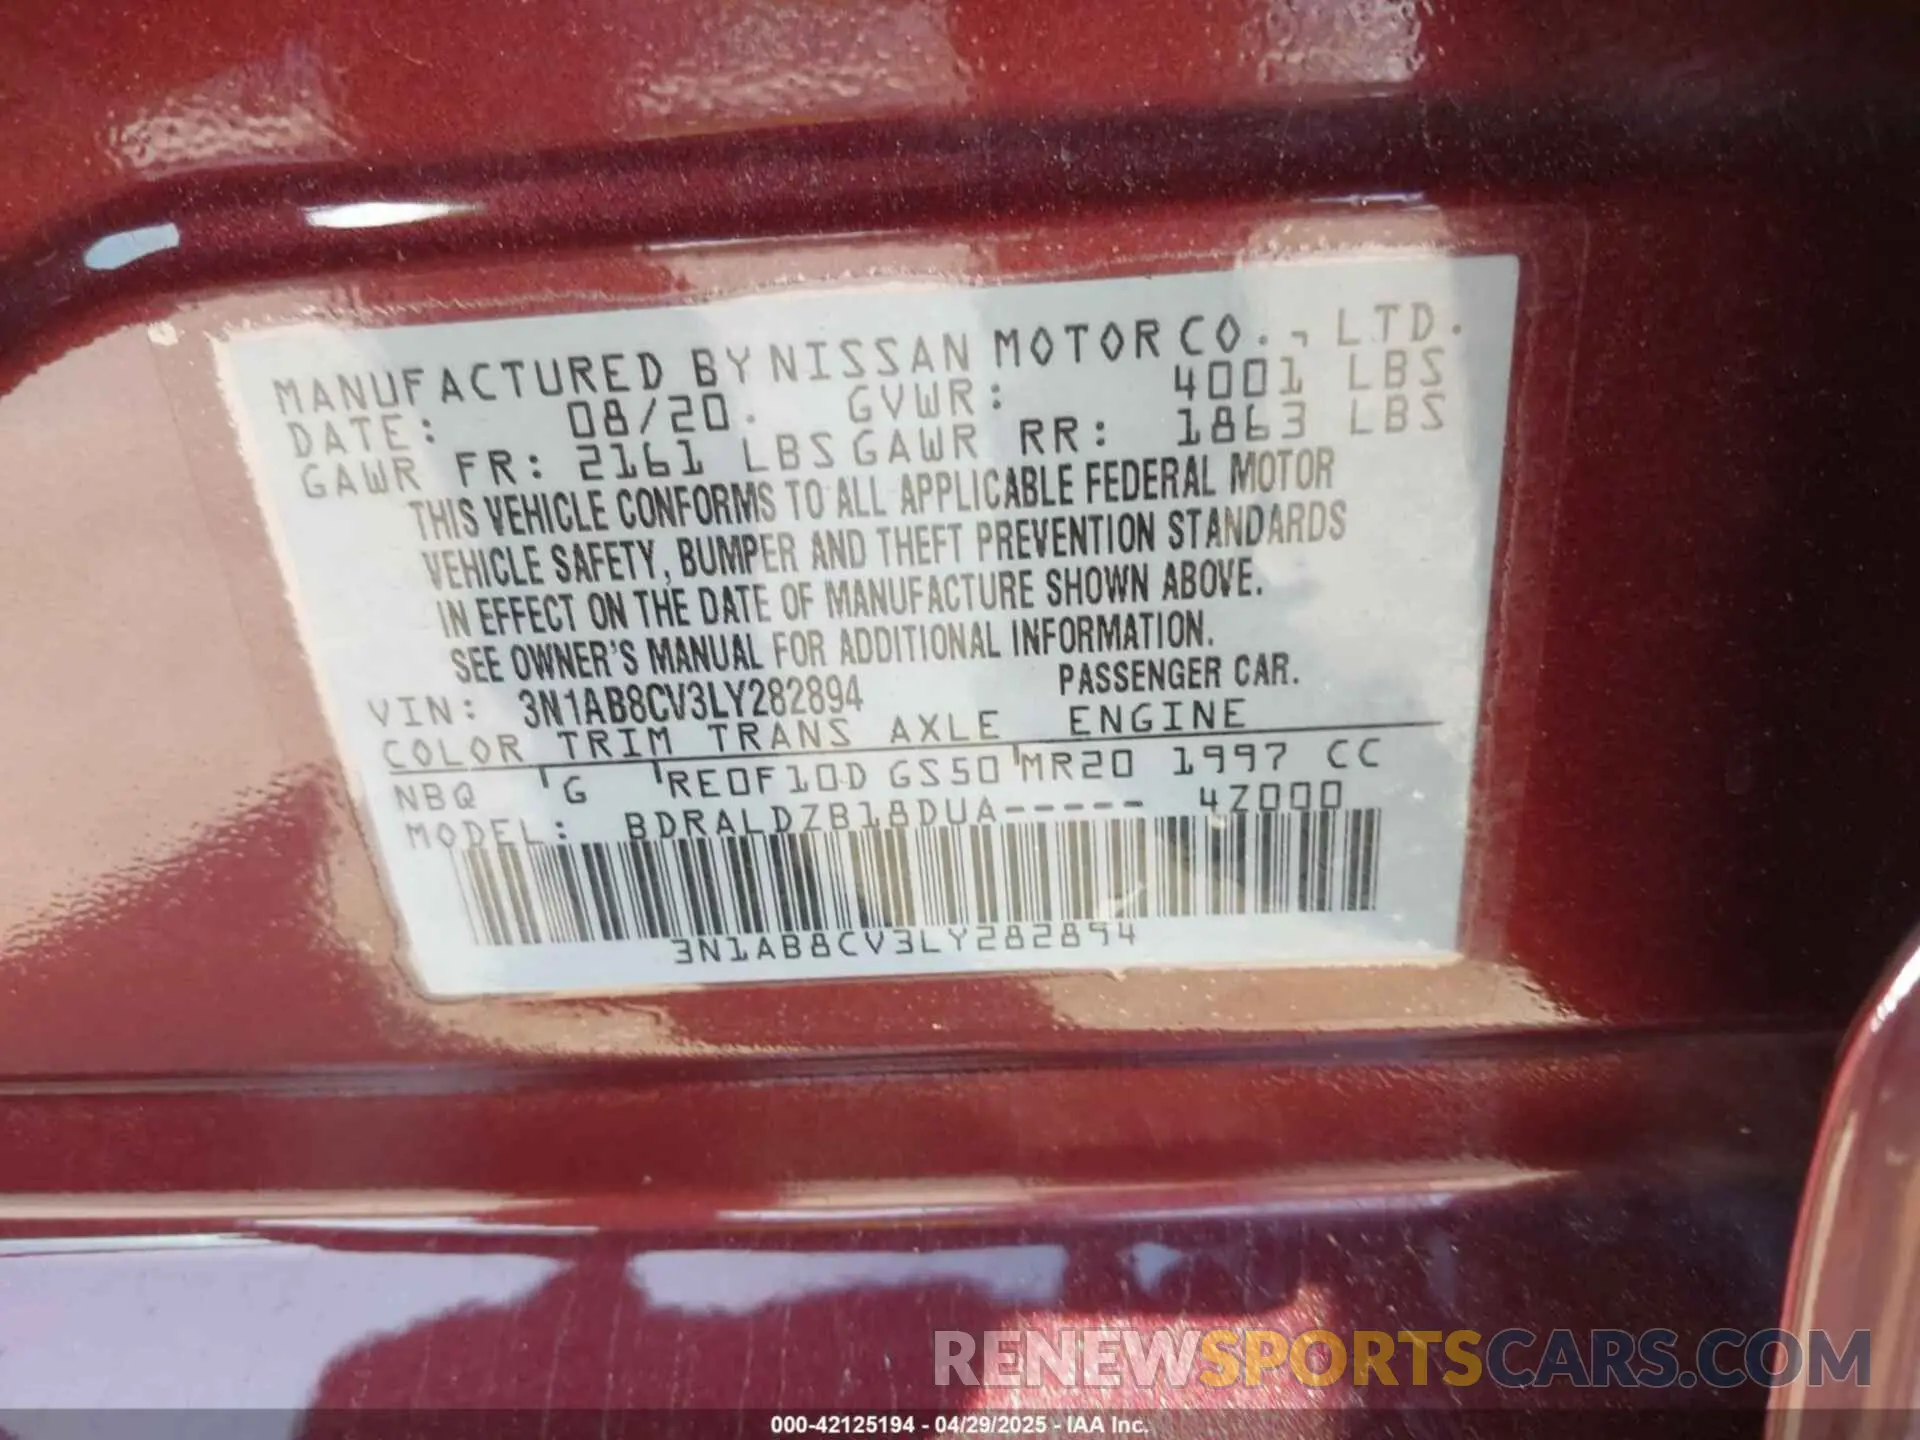 MANUFACTURED BY NISSAN MOTOR CO., LTD.
DATE: 08/20. GVWR: 4001 LBS
GAWR FR: 2161 LBS GAWR RR: 1863 LBS
THIS VEHICLE CONFORMS TO ALL APPLICABLE FEDERAL MOTOR
VEHICLE SAFETY, BUMPER AND THEFT PREVENTION STANDARDS
IN EFFECT ON THE DATE OF MANUFACTURE SHOWN ABOVE.
SEE OWNER'S MANUAL FOR ADDITIONAL INFORMATION.
VIN: 3N1AB8CV3LY282894 PASSENGER CAR.
COLOR TRIM TRANS AXLE ENGINE
NBQ G RE0F10D GS50 MR20 1997 CC
MODEL: BDRALDZB18DUA----- 4Z000
3N1AB8CV3LY282894
RENEWSPORTSCARS.COM
000-42125194 - 04/29/2025 - IAA Inc.